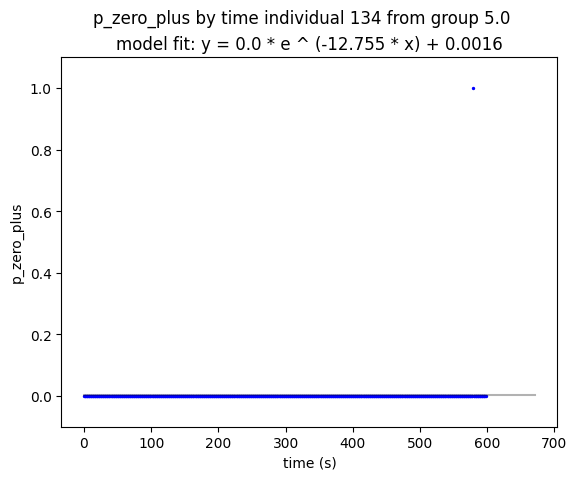 p_zero_plus by time individual 134 from group 5.0
model fit: y = 0.0 * e ^ (-12.755 * x) + 0.0016
1.0
0.8
0.6
0.4
0.2
0.0
p_zero_plus
0 100 200 300 400 500 600 700
time (s)